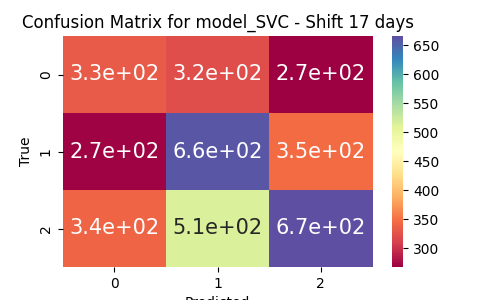 Confusion Matrix for model_SVC - Shift 17 days
True
0
3.3e+02 3.2e+02 2.7e+02
1
2.7e+02 6.6e+02 3.5e+02
2
3.4e+02 5.1e+02 6.7e+02
0 1 2
Predicted
650
600
550
500
450
400
350
300